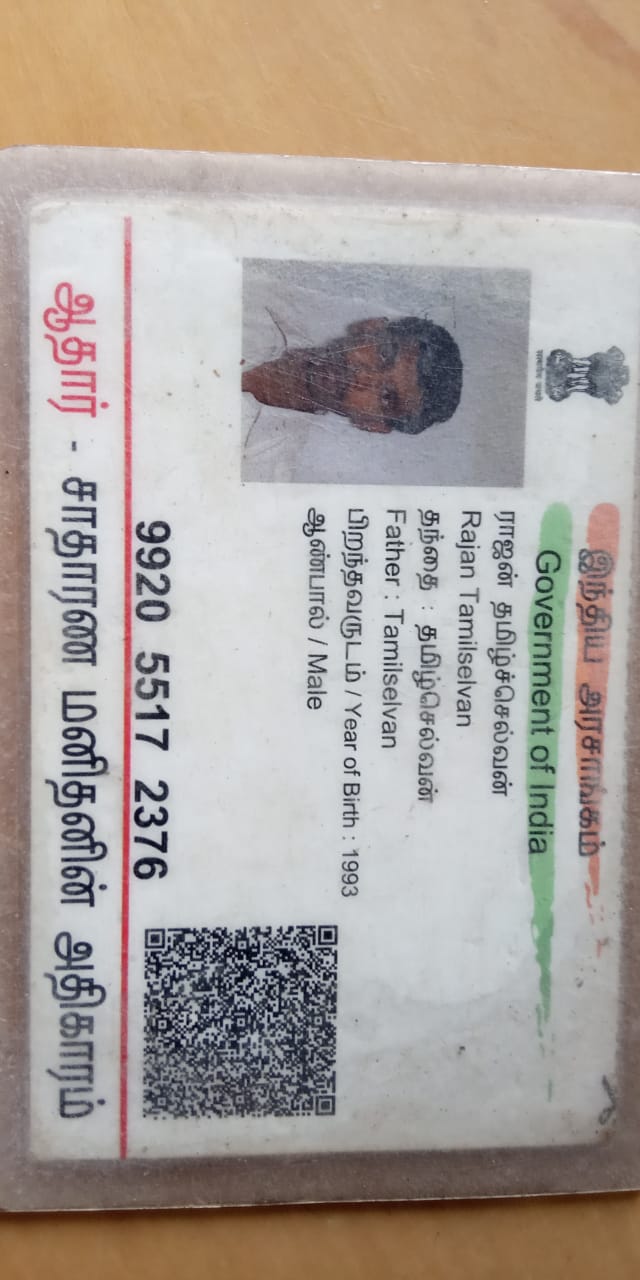 இந்திய அரசாங்கம்
Government of India
ராஜன் தமிழ்ச்செல்வன்
Rajan Tamilselvan
தந்தை : தமிழ்செல்வன்
Father : Tamilselvan
பிறந்தவருடம் / Year of Birth : 1993
ஆண்பால் / Male
9920 5517 2376
ஆதார் - சாதாரண மனிதனின் அதிகாரம்